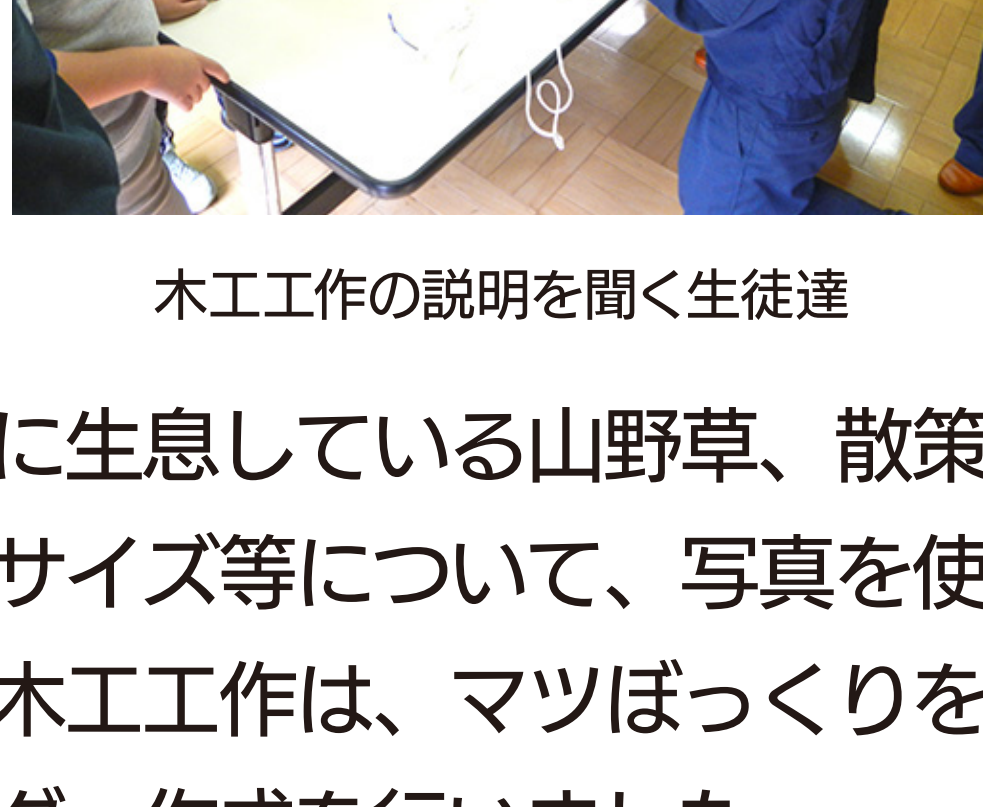 木工工作の説明を聞く生徒達
に生息している山野草、散策
サイズ等について、写真を使
木工工作は、マツぼっくりを